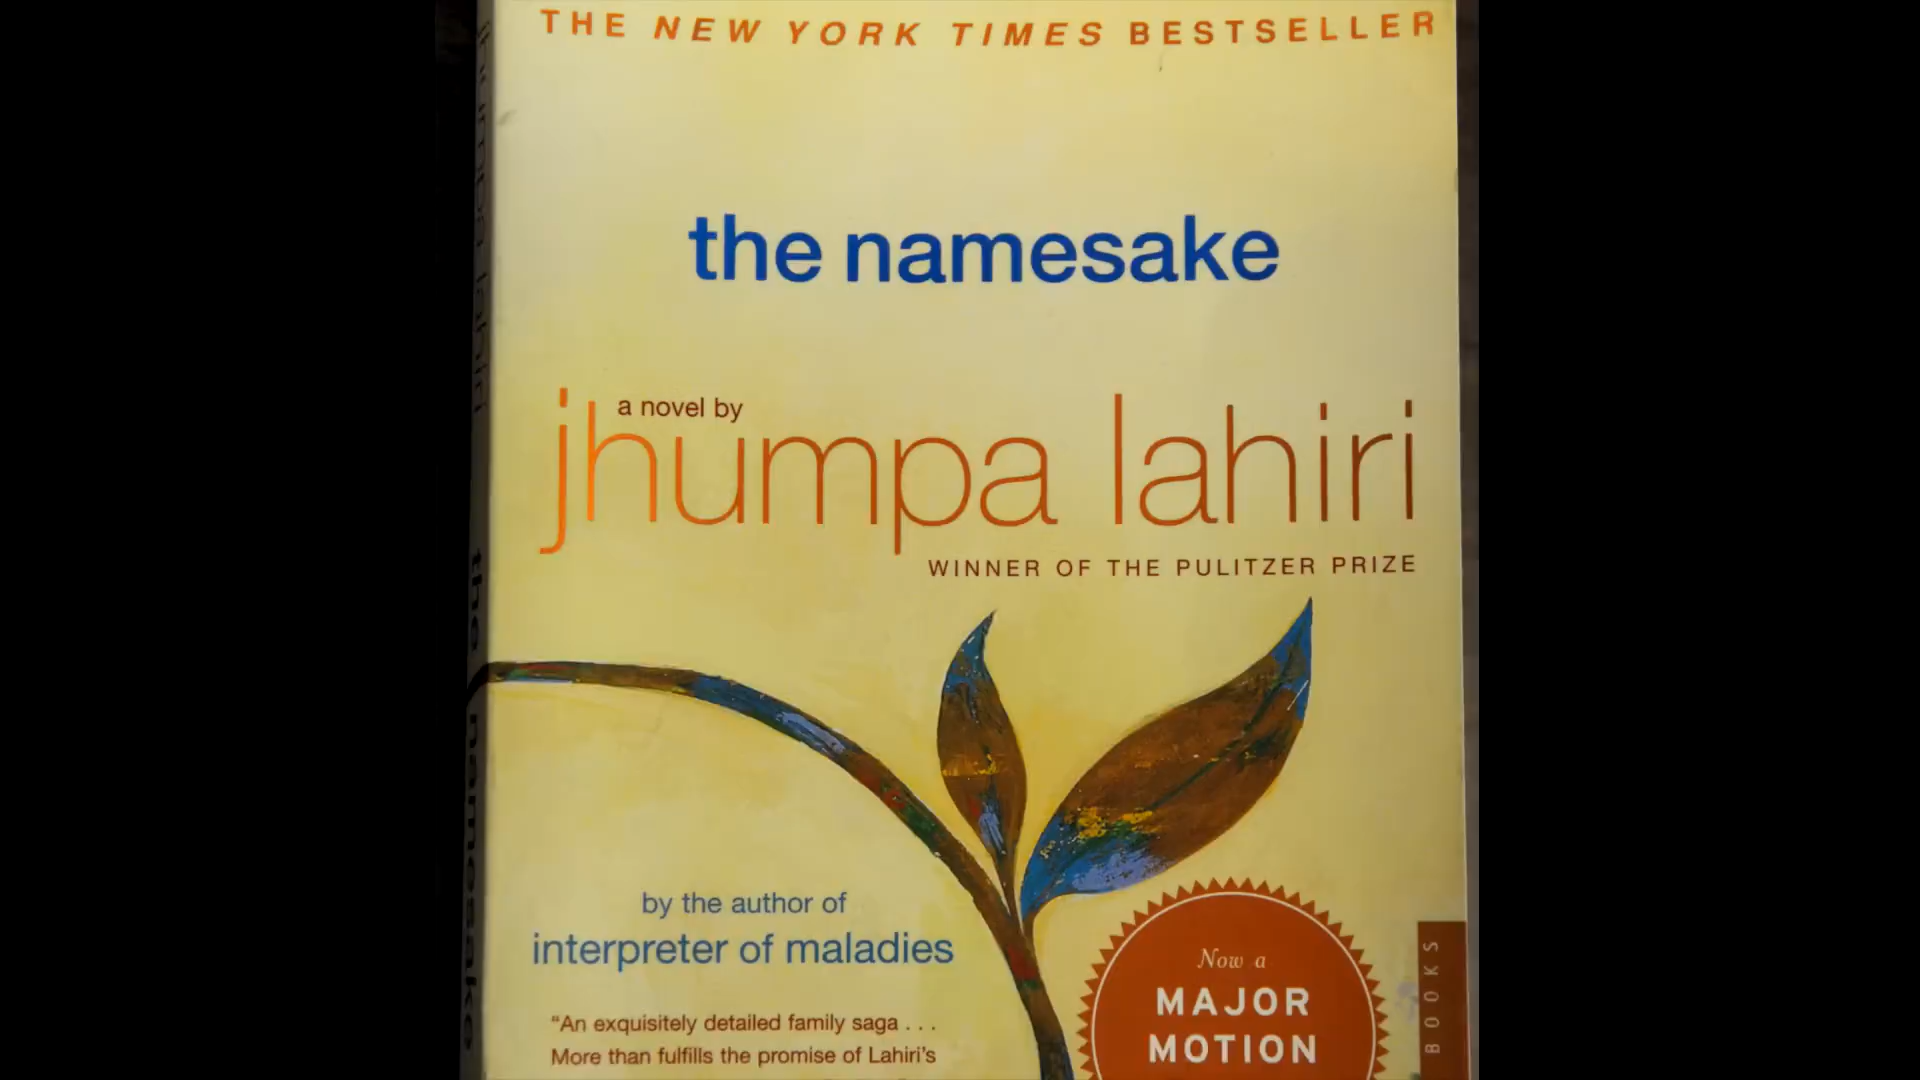 THE NEW YORK TIMES BESTSELLER
the namesake
a novel by
jhumpa lahiri
WINNER OF THE PULITZER PRIZE
by the author of
interpreter of maladies
“An exquisitely detailed family saga . . .
More than fulfills the promise of Lahiri’s
Now a
MAJOR
MOTION
BOOKS
jhumpa lahiri
the namesake